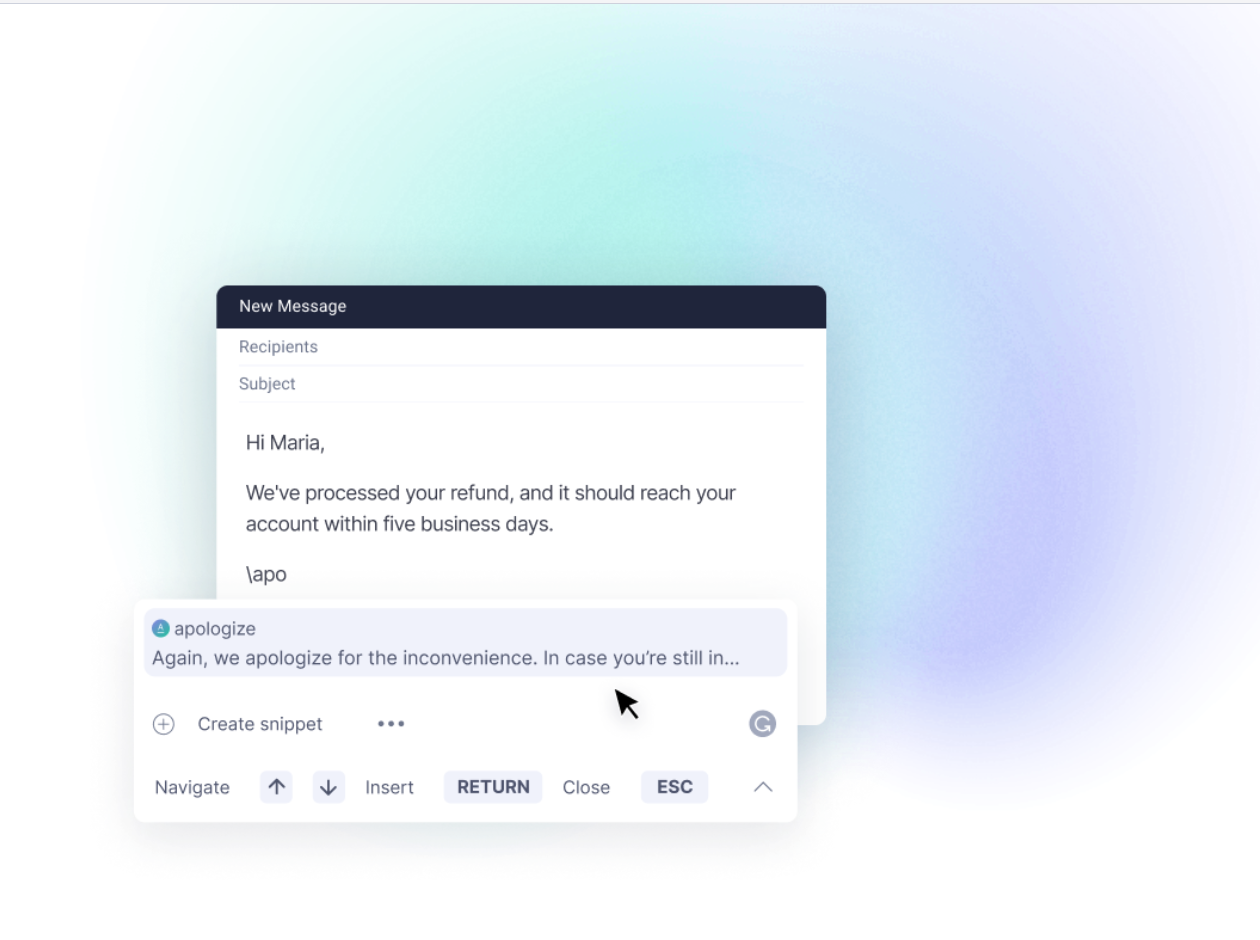 New Message
Recipients
Subject
Hi Maria,
We've processed your refund, and it should reach your
account within five business days.
\apo
A apologize
Again, we apologize for the inconvenience. In case you’re still in...
Create snippet
G
Navigate ↑ ↓ Insert RETURN Close ESC